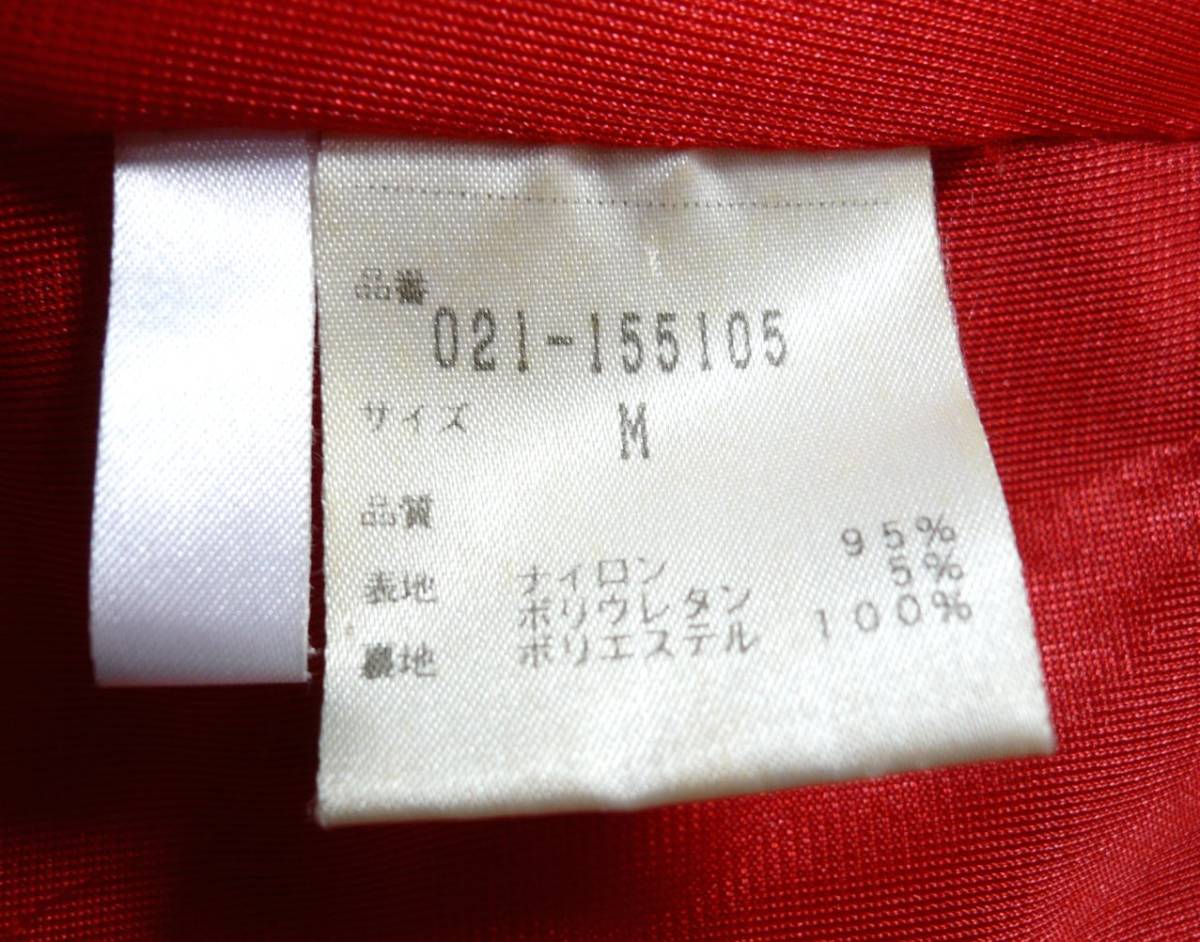 品番
021-155105
サイズ M
品質
表地 ナイロン 95%
ポリウレタン 5%
裏地 ポリエステル 100%